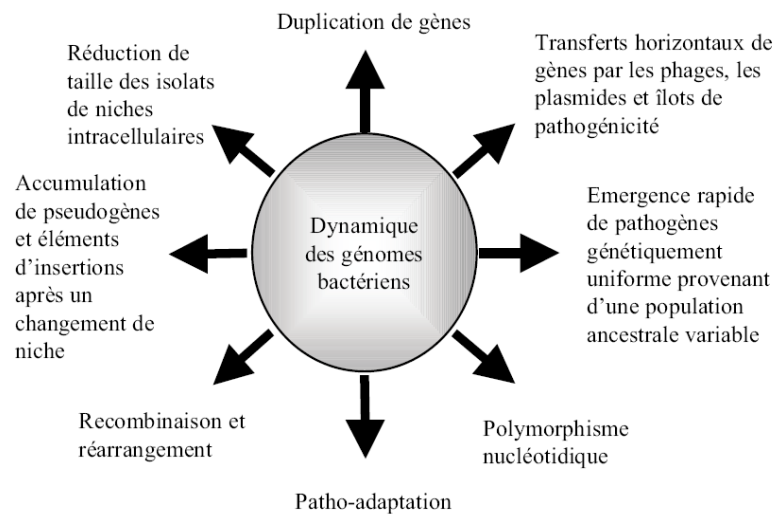 Duplication de gènes
Transferts horizontaux de
gènes par les phages, les
plasmides et îlots de
pathogénicité
Emergence rapide
de pathogènes
génétiquement
uniforme provenant
d'une population
ancestrale variable
Polymorphisme
nucléotidique
Patho-adaptation
Recombinaison et
réarrangement
Accumulation
de pseudogènes
et éléments
d'insertions
après un
changement de
niche
Réduction de
taille des isolats
de niches
intracellulaires
Dynamique
des génomes
bactériens